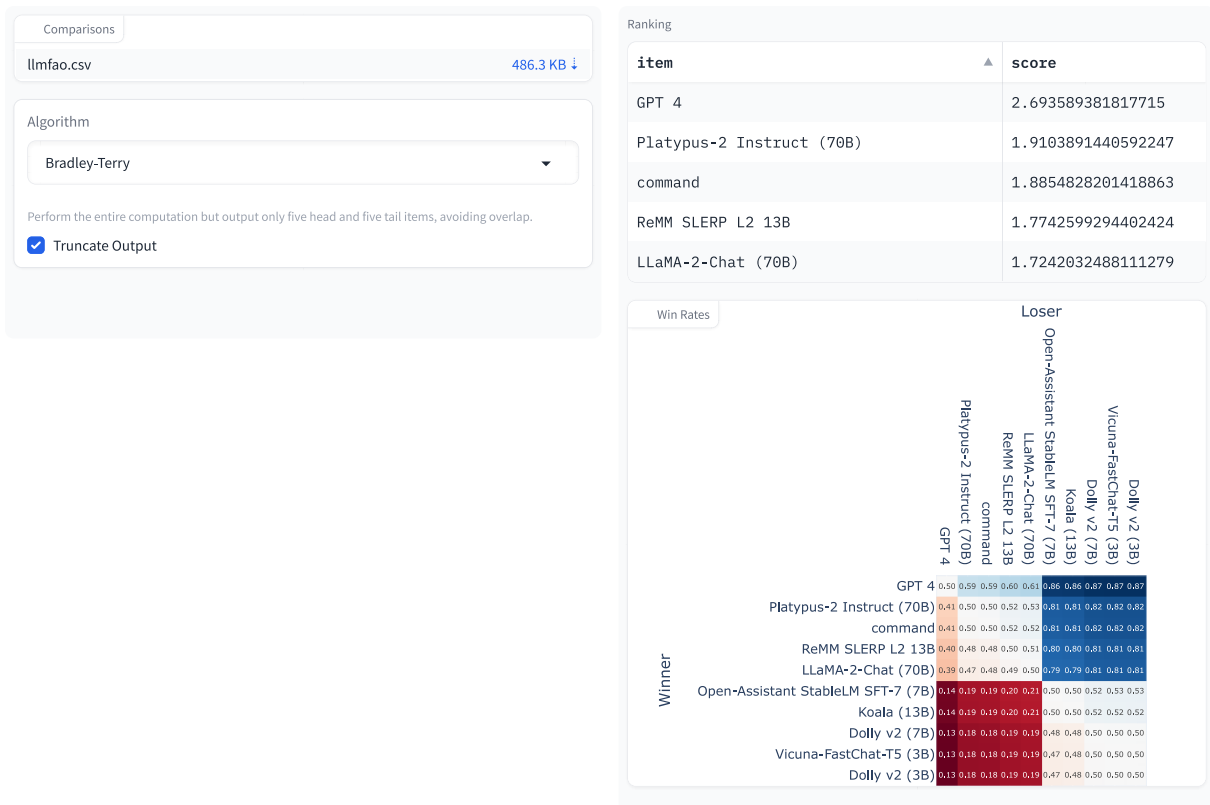 Comparisons
llmfao.csv 486.3 KB ⇣
Algorithm
Bradley-Terry
Perform the entire computation but output only five head and five tail items, avoiding overlap.
Truncate Output
Ranking
item ▲ score
GPT 4 2.693589381817715
Platypus-2 Instruct (70B) 1.9103891440592247
command 1.8854828201418863
ReMM SLERP L2 13B 1.7742599294402424
LLaMA-2-Chat (70B) 1.7242032488111279
Win Rates
Loser
GPT 4
Platypus-2 Instruct (70B)
command
ReMM SLERP L2 13B
LLaMA-2-Chat (70B)
Open-Assistant StableLM SFT-7 (7B)
Koala (13B)
Dolly v2 (7B)
Vicuna-FastChat-T5 (3B)
Dolly v2 (3B)
Winner
GPT 4 0.50 0.59 0.59 0.60 0.61 0.86 0.86 0.87 0.87 0.87
Platypus-2 Instruct (70B) 0.41 0.50 0.50 0.52 0.53 0.81 0.81 0.82 0.82 0.82
command 0.41 0.50 0.50 0.52 0.52 0.81 0.81 0.82 0.82 0.82
ReMM SLERP L2 13B 0.40 0.48 0.48 0.50 0.51 0.80 0.80 0.81 0.81 0.81
LLaMA-2-Chat (70B) 0.39 0.47 0.48 0.49 0.50 0.79 0.79 0.81 0.81 0.81
Open-Assistant StableLM SFT-7 (7B) 0.14 0.19 0.19 0.20 0.21 0.50 0.50 0.52 0.53 0.53
Koala (13B) 0.14 0.19 0.19 0.20 0.21 0.50 0.50 0.52 0.52 0.52
Dolly v2 (7B) 0.13 0.18 0.18 0.19 0.19 0.48 0.48 0.50 0.50 0.50
Vicuna-FastChat-T5 (3B) 0.13 0.18 0.18 0.19 0.19 0.47 0.48 0.50 0.50 0.50
Dolly v2 (3B) 0.13 0.18 0.18 0.19 0.19 0.47 0.48 0.50 0.50 0.50